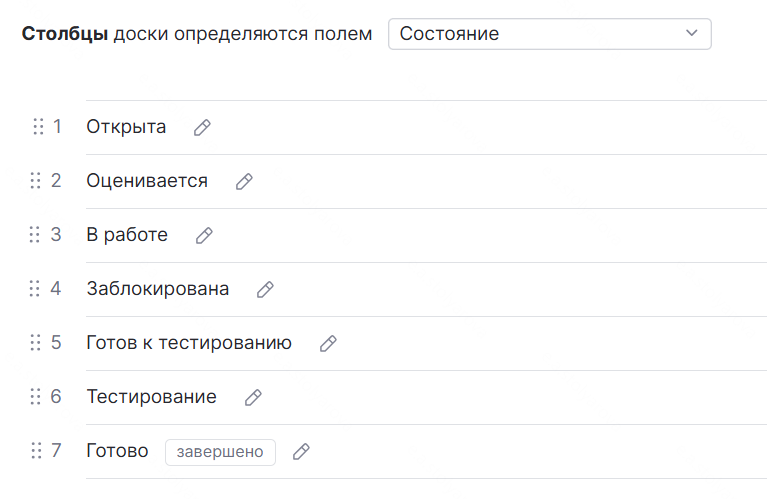 Столбцы доски определяются полем Состояние
1 Открыта
2 Оценивается
3 В работе
4 Заблокирована
5 Готов к тестированию
6 Тестирование
7 Готово завершено